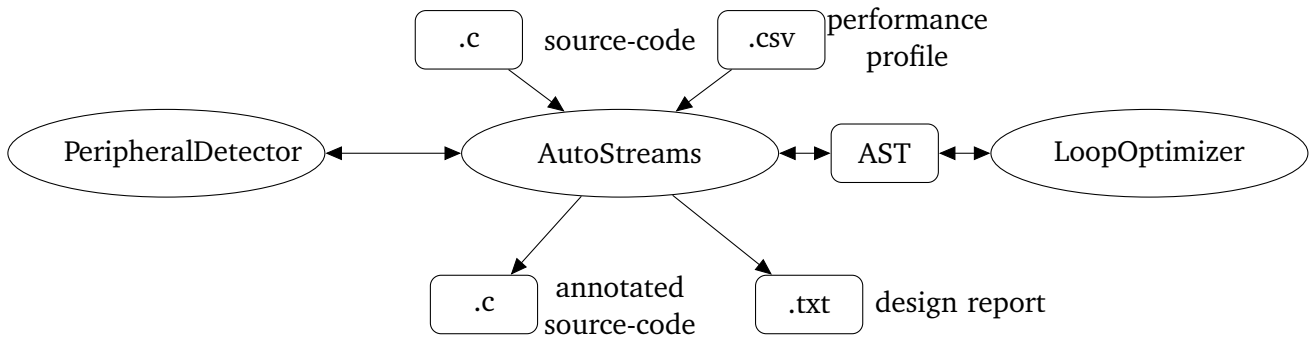 .c
source-code
.csv
performance
profile
PeripheralDetector
AutoStreams
AST
LoopOptimizer
.c
annotated
source-code
.txt
design report